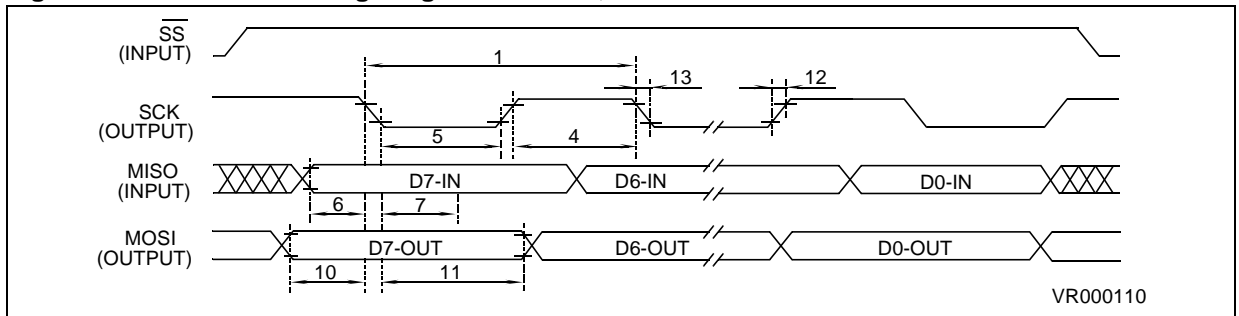 SS
(INPUT)
1
13
12
SCK
(OUTPUT)
5
4
MISO
(INPUT)
D7-IN
D6-IN
D0-IN
6
7
MOSI
(OUTPUT)
D7-OUT
D6-OUT
D0-OUT
10
11
VR000110